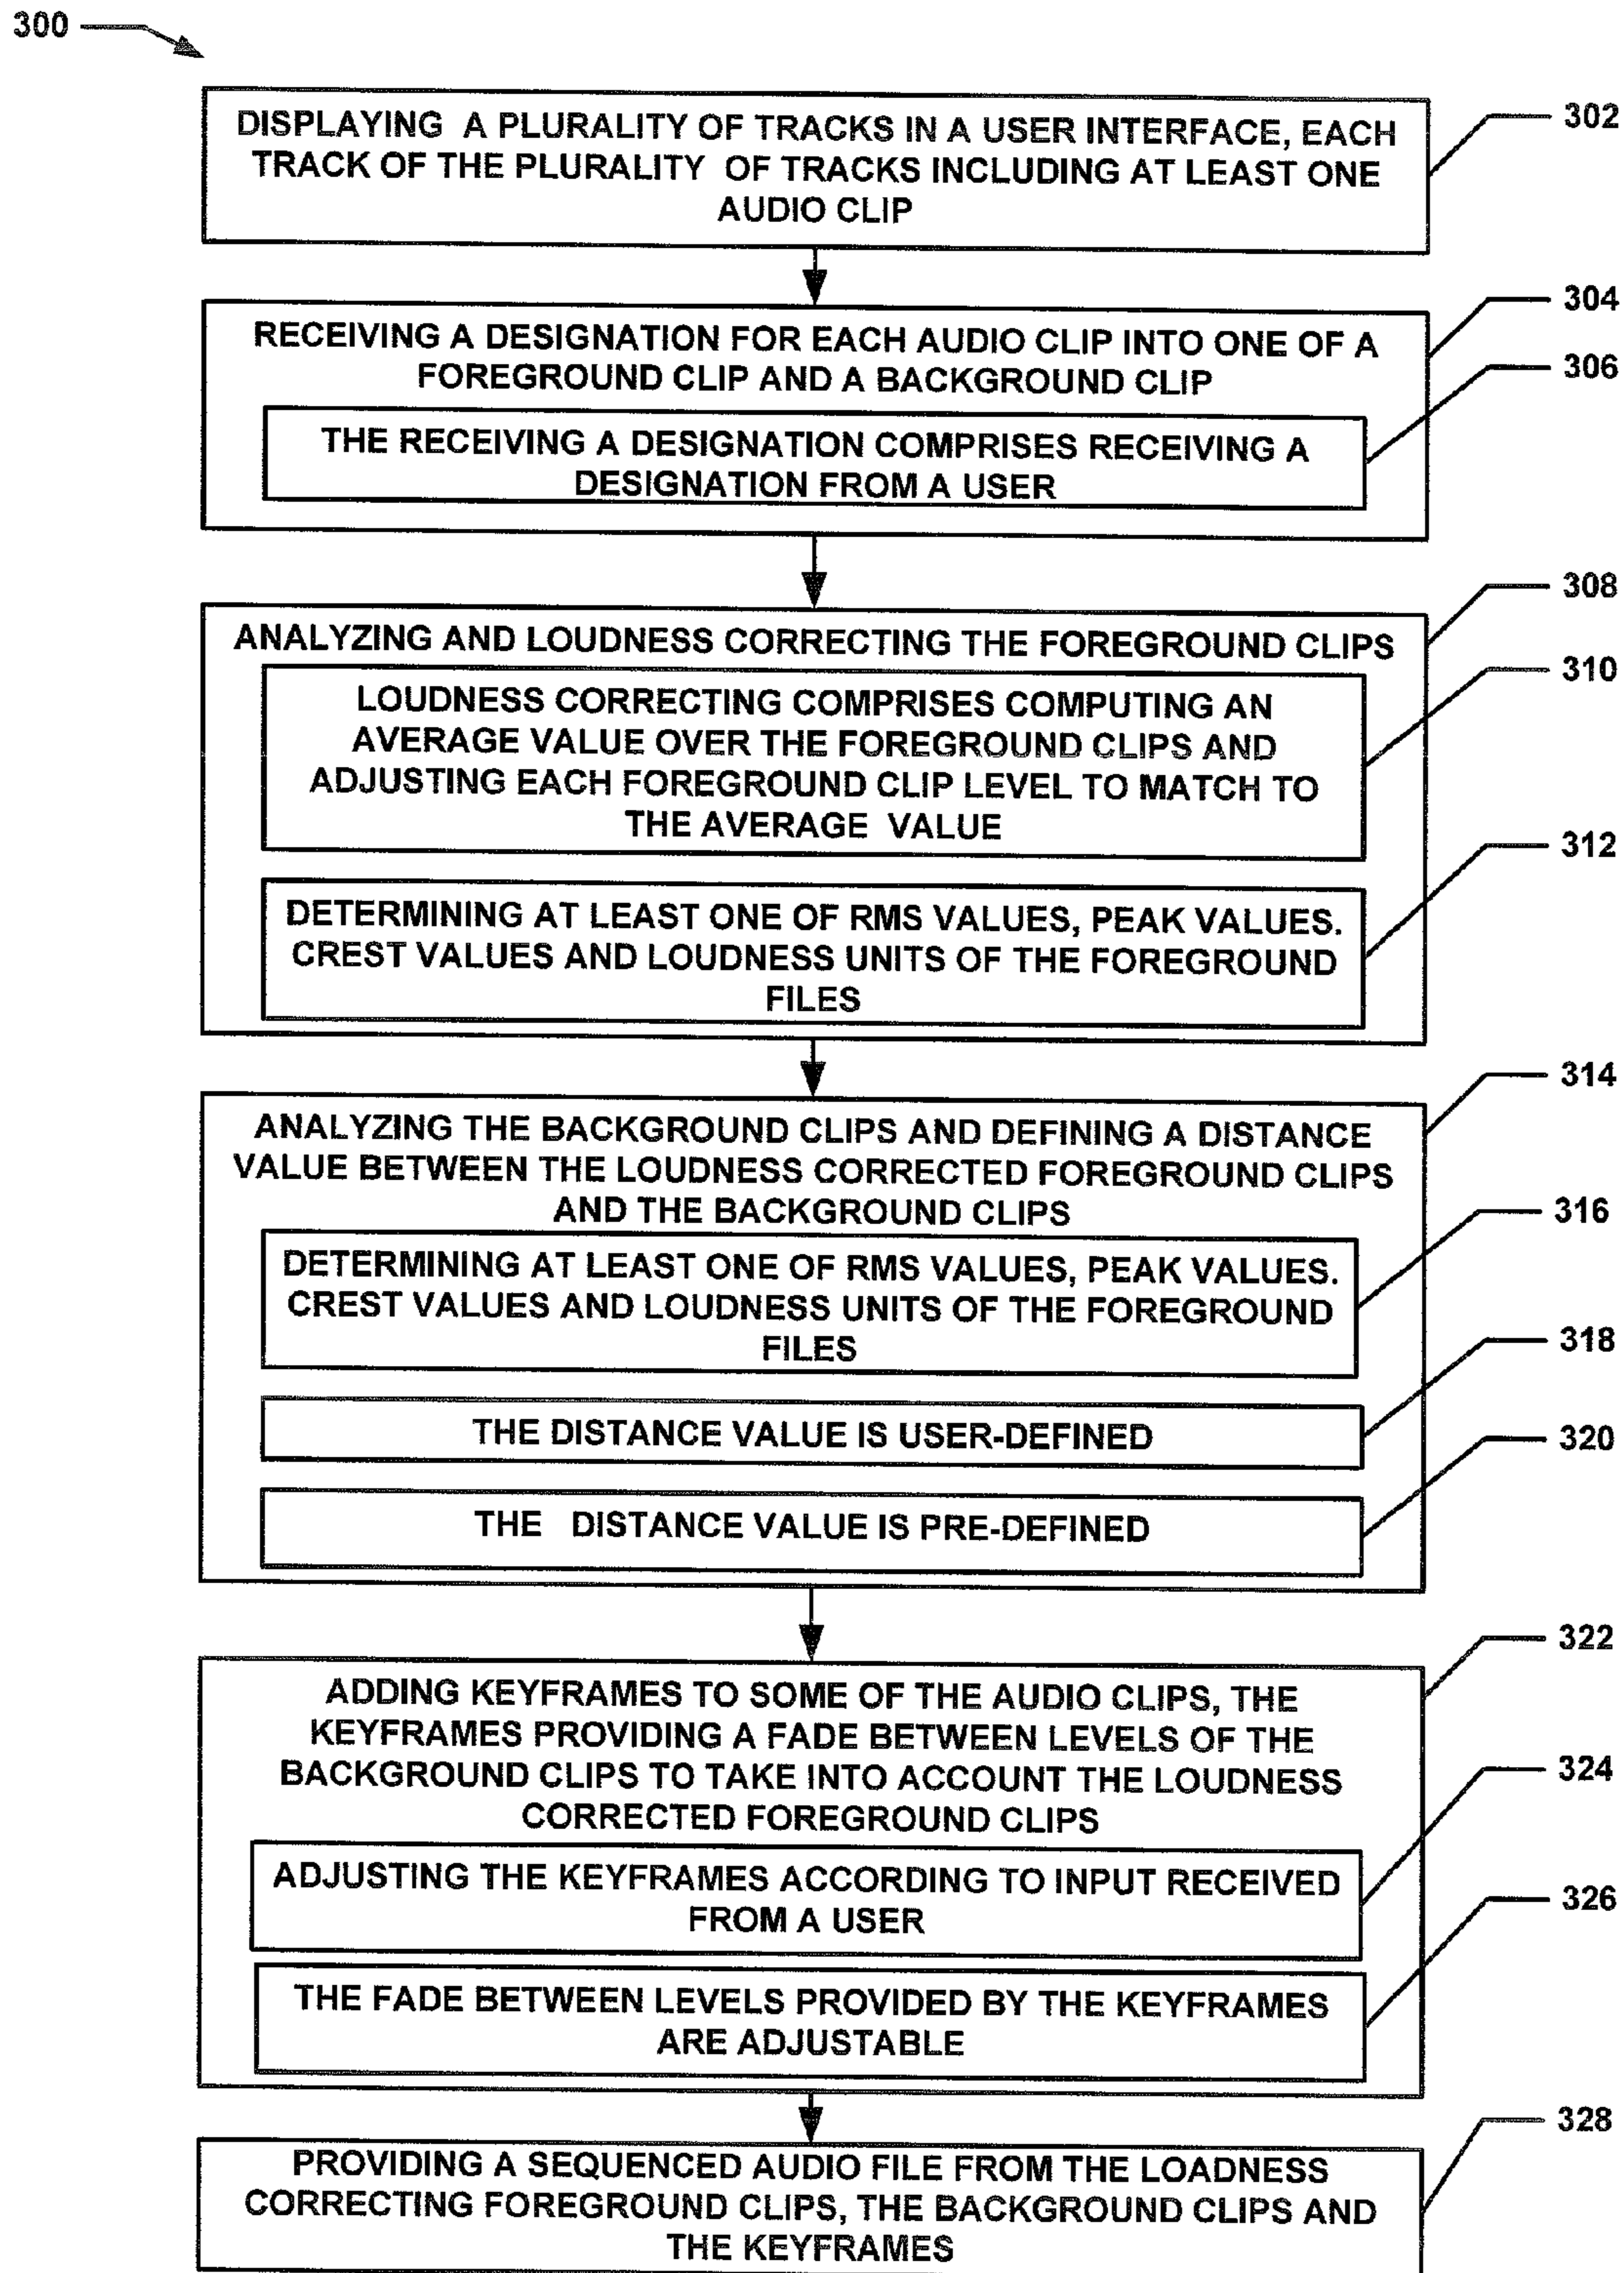 300
302
DISPLAYING A PLURALITY OF TRACKS IN A USER INTERFACE, EACH
TRACK OF THE PLURALITY OF TRACKS INCLUDING AT LEAST ONE
AUDIO CLIP
304
RECEIVING A DESIGNATION FOR EACH AUDIO CLIP INTO ONE OF A
FOREGROUND CLIP AND A BACKGROUND CLIP
306
THE RECEIVING A DESIGNATION COMPRISES RECEIVING A
DESIGNATION FROM A USER
308
ANALYZING AND LOUDNESS CORRECTING THE FOREGROUND CLIPS
310
LOUDNESS CORRECTING COMPRISES COMPUTING AN
AVERAGE VALUE OVER THE FOREGROUND CLIPS AND
ADJUSTING EACH FOREGROUND CLIP LEVEL TO MATCH TO
THE AVERAGE VALUE
312
DETERMINING AT LEAST ONE OF RMS VALUES, PEAK VALUES.
CREST VALUES AND LOUDNESS UNITS OF THE FOREGROUND
FILES
314
ANALYZING THE BACKGROUND CLIPS AND DEFINING A DISTANCE
VALUE BETWEEN THE LOUDNESS CORRECTED FOREGROUND CLIPS
AND THE BACKGROUND CLIPS
316
DETERMINING AT LEAST ONE OF RMS VALUES, PEAK VALUES.
CREST VALUES AND LOUDNESS UNITS OF THE FOREGROUND
FILES
318
THE DISTANCE VALUE IS USER-DEFINED
320
THE DISTANCE VALUE IS PRE-DEFINED
322
ADDING KEYFRAMES TO SOME OF THE AUDIO CLIPS, THE
KEYFRAMES PROVIDING A FADE BETWEEN LEVELS OF THE
BACKGROUND CLIPS TO TAKE INTO ACCOUNT THE LOUDNESS
CORRECTED FOREGROUND CLIPS
324
ADJUSTING THE KEYFRAMES ACCORDING TO INPUT RECEIVED
FROM A USER
326
THE FADE BETWEEN LEVELS PROVIDED BY THE KEYFRAMES
ARE ADJUSTABLE
328
PROVIDING A SEQUENCED AUDIO FILE FROM THE LOADNESS
CORRECTING FOREGROUND CLIPS, THE BACKGROUND CLIPS AND
THE KEYFRAMES